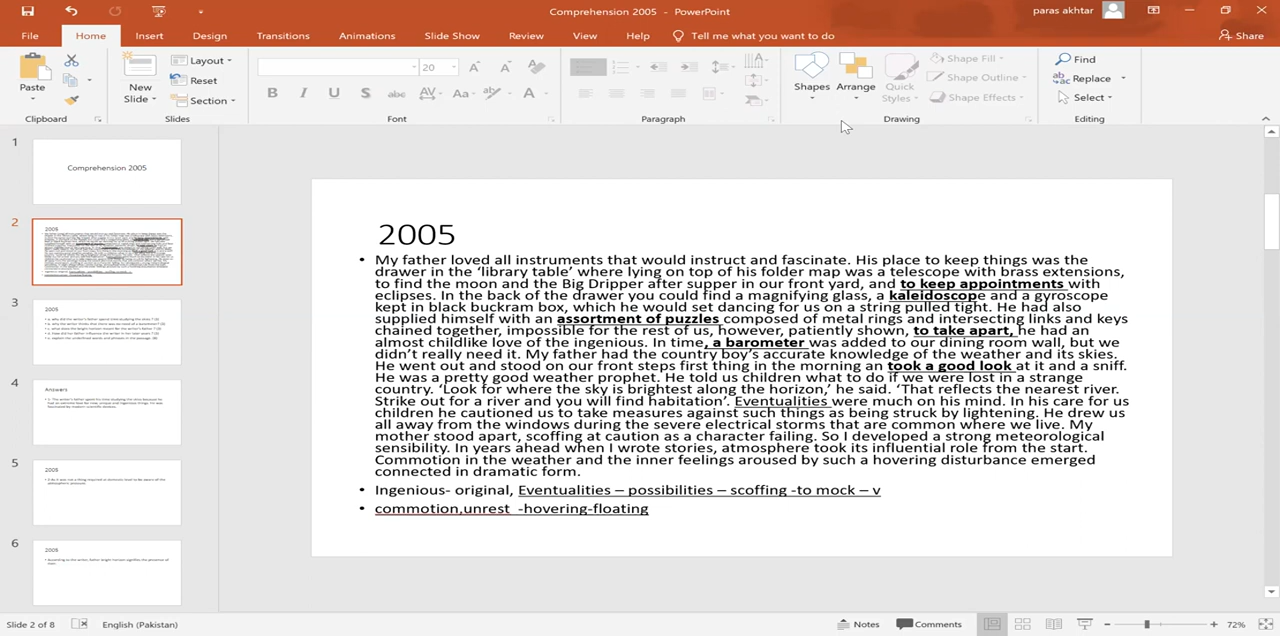 Comprehension 2005 - PowerPoint
paras akhtar
File Home Insert Design Transitions Animations Slide Show Review View Help Tell me what you want to do Share
Paste
Clipboard
New Slide
Layout
Reset
Section
Slides
20
B I U S abc AV Aa A
Font
Paragraph
Shapes
Arrange
Quick Styles
Shape Fill
Shape Outline
Shape Effects
Drawing
Find
Replace
Select
Editing
1
Comprehension 2005
2
3
2005
4
Answers
5
2005
6
2005
2005
• My father loved all instruments that would instruct and fascinate. His place to keep things was the
drawer in the ‘library table’ where lying on top of his folder map was a telescope with brass extensions,
to find the moon and the Big Dripper after supper in our front yard, and to keep appointments with
eclipses. In the back of the drawer you could find a magnifying glass, a kaleidoscope and a gyroscope
kept in black buckram box, which he would set dancing for us on a string pulled tight. He had also
supplied himself with an assortment of puzzles composed of metal rings and intersecting links and keys
chained together, impossible for the rest of us, however, patently shown, to take apart, he had an
almost childlike love of the ingenious. In time, a barometer was added to our dining room wall, but we
didn’t really need it. My father had the country boy’s accurate knowledge of the weather and its skies.
He went out and stood on our front steps first thing in the morning an took a good look at it and a sniff.
He was a pretty good weather prophet. He told us children what to do if we were lost in a strange
country. ‘Look for where the sky is brightest along the horizon,’ he said. ‘That reflects the nearest river.
Strike out for a river and you will find habitation’. Eventualities were much on his mind. In his care for us
children he cautioned us to take measures against such things as being struck by lightening. He drew us
all away from the windows during the severe electrical storms that are common where we live. My
mother stood apart, scoffing at caution as a character failing. So I developed a strong meteorological
sensibility. In years ahead when I wrote stories, atmosphere took its influential role from the start.
Commotion in the weather and the inner feelings aroused by such a hovering disturbance emerged
connected in dramatic form.
• Ingenious- original, Eventualities – possibilities – scoffing -to mock – v
• commotion,unrest -hovering-floating
Slide 2 of 8 English (Pakistan) Notes Comments 72%